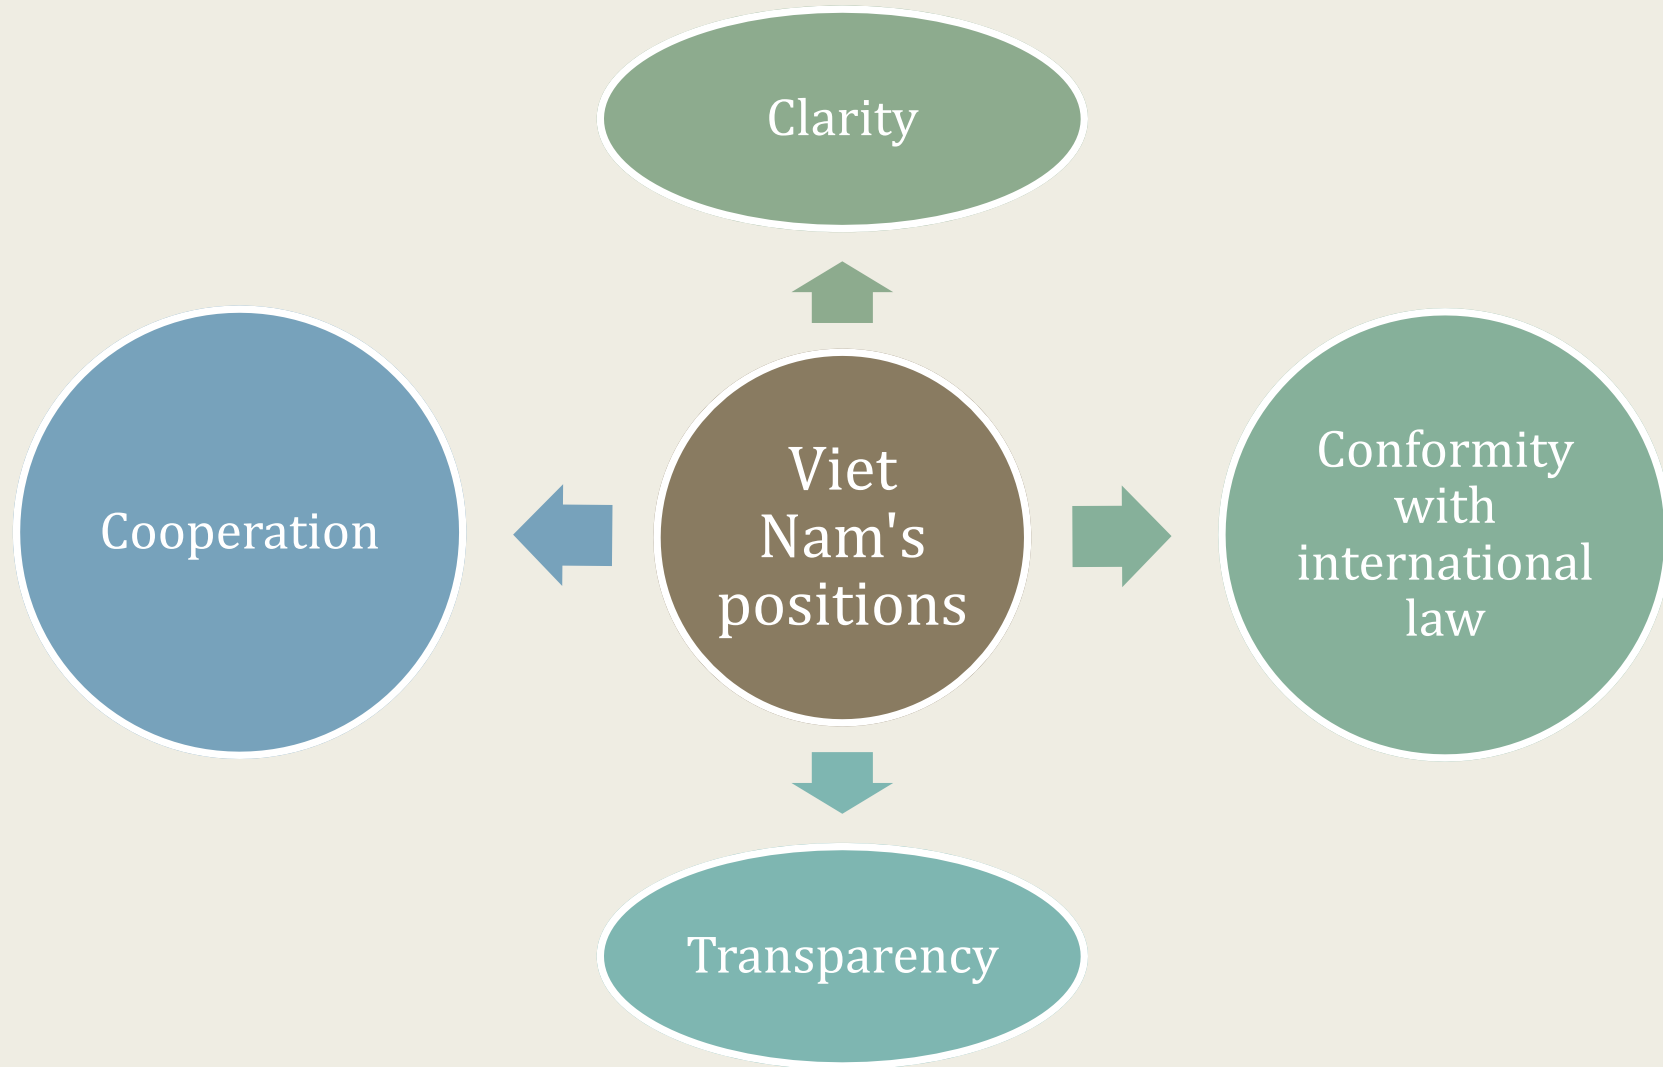 Clarity
Cooperation
Viet
Nam's
positions
Conformity
with
international
law
Transparency